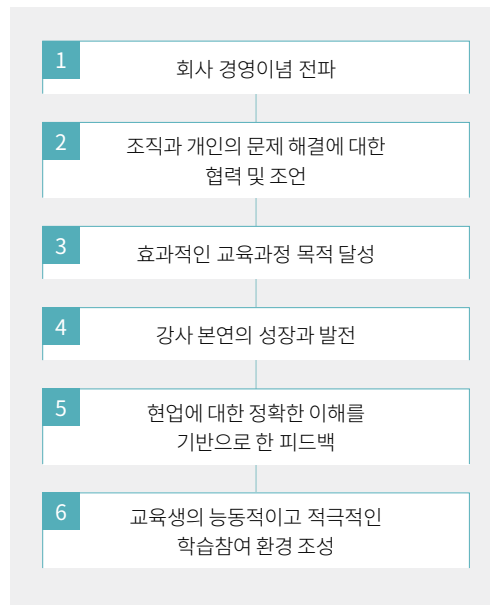 1
회사 경영이념 전파
2
조직과 개인의 문제 해결에 대한
협력 및 조언
3
효과적인 교육과정 목적 달성
4
강사 본연의 성장과 발전
5
현업에 대한 정확한 이해를
기반으로 한 피드백
6
교육생의 능동적이고 적극적인
학습참여 환경 조성